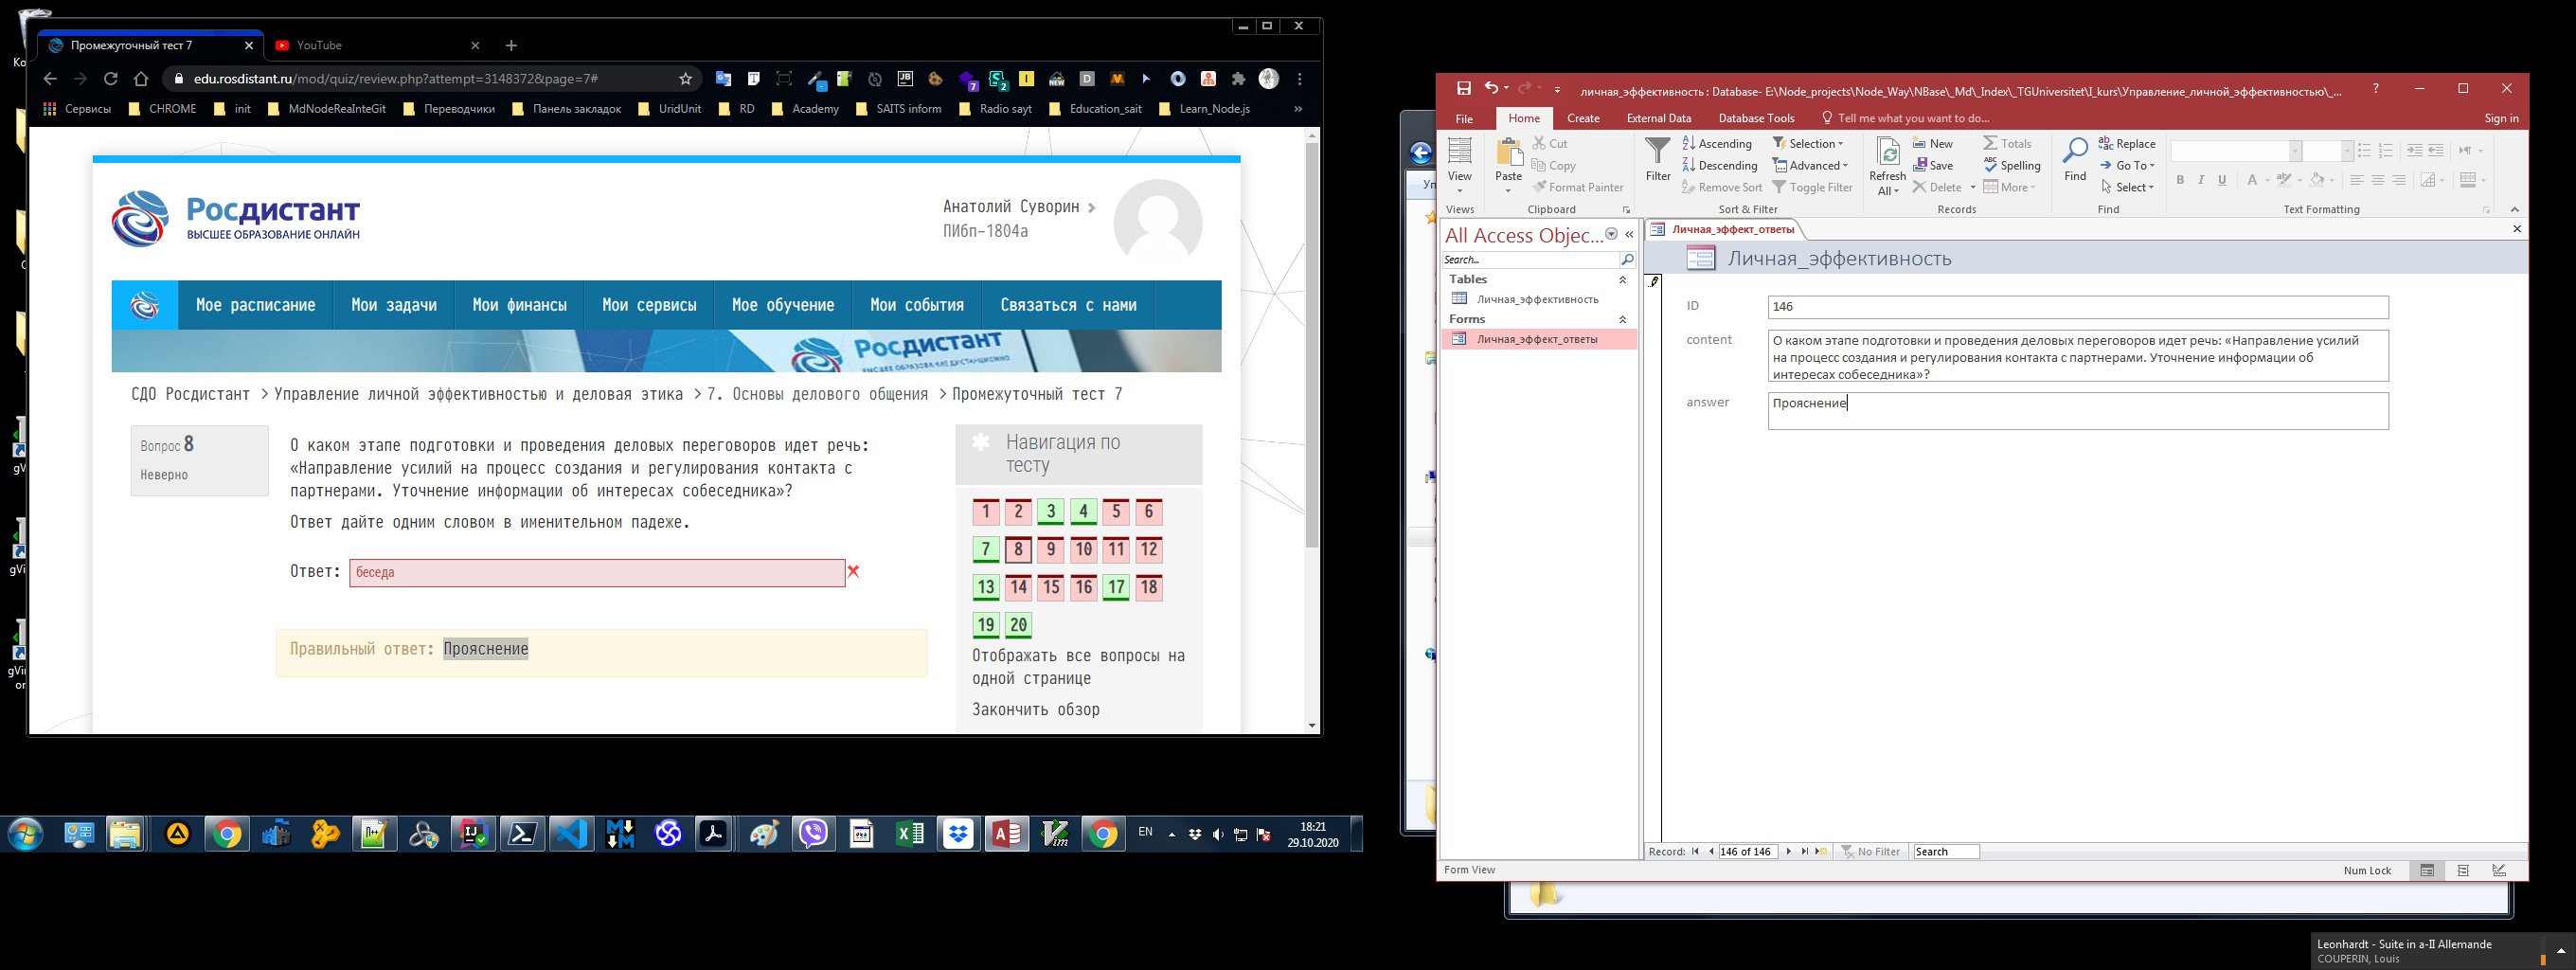 Промежуточный тест 7
YouTube
edu.rosdistant.ru/mod/quiz/review.php?attempt=3148372&page=7#
Сервисы
CHROME
init
MdNodeReaInteGit
Переводчики
Панель закладок
UridUnit
RD
Academy
SAITS inform
Radio sayt
Education_sait
Learn_Node.js
Росдистант
ВЫСШЕЕ ОБРАЗОВАНИЕ ОНЛАЙН
Анатолий Суворин
ПИбп-1804а
Мое расписание
Мои задачи
Мои финансы
Мои сервисы
Мое обучение
Мои события
Связаться с нами
Росдистант
СДО Росдистант > Управление личной эффективностью и деловая этика > 7. Основы делового общения > Промежуточный тест 7
Вопрос 8
Неверно
О каком этапе подготовки и проведения деловых переговоров идет речь:
«Направление усилий на процесс создания и регулирования контакта с
партнерами. Уточнение информации об интересах собеседника»?
Ответ дайте одним словом в именительном падеже.
Ответ: беседа
Правильный ответ: Прояснение
Навигация по
тесту
1 2 3 4 5 6
7 8 9 10 11 12
13 14 15 16 17 18
19 20
Отображать все вопросы на
одной странице
Закончить обзор
EN
18:21
29.10.2020
личная_эффективность : Database- E:\Node_projects\Node_Way\NBase\_Md\_Index\_TGUniversitet\I_kurs\Управление_личной_эффективностью\_...
File
Home
Create
External Data
Database Tools
Tell me what you want to do...
Sign in
View
Views
Paste
Cut
Copy
Format Painter
Clipboard
Filter
Ascending
Descending
Remove Sort
Selection
Advanced
Toggle Filter
Sort & Filter
Refresh
All
New
Save
Delete
Totals
Spelling
More
Records
Find
Replace
Go To
Select
Find
B I U
Text Formatting
All Access Objec...
Search...
Tables
Личная_эффективность
Forms
Личная_эффект_ответы
Личная_эффект_ответы
Личная_эффективность
ID
146
content
О каком этапе подготовки и проведения деловых переговоров идет речь: «Направление усилий
на процесс создания и регулирования контакта с партнерами. Уточнение информации об
интересах собеседника»?
answer
Прояснение
Record:
146 of 146
No Filter
Search
Form View
Num Lock
Leonhardt - Suite in a-II Allemande
COUPERIN, Louis